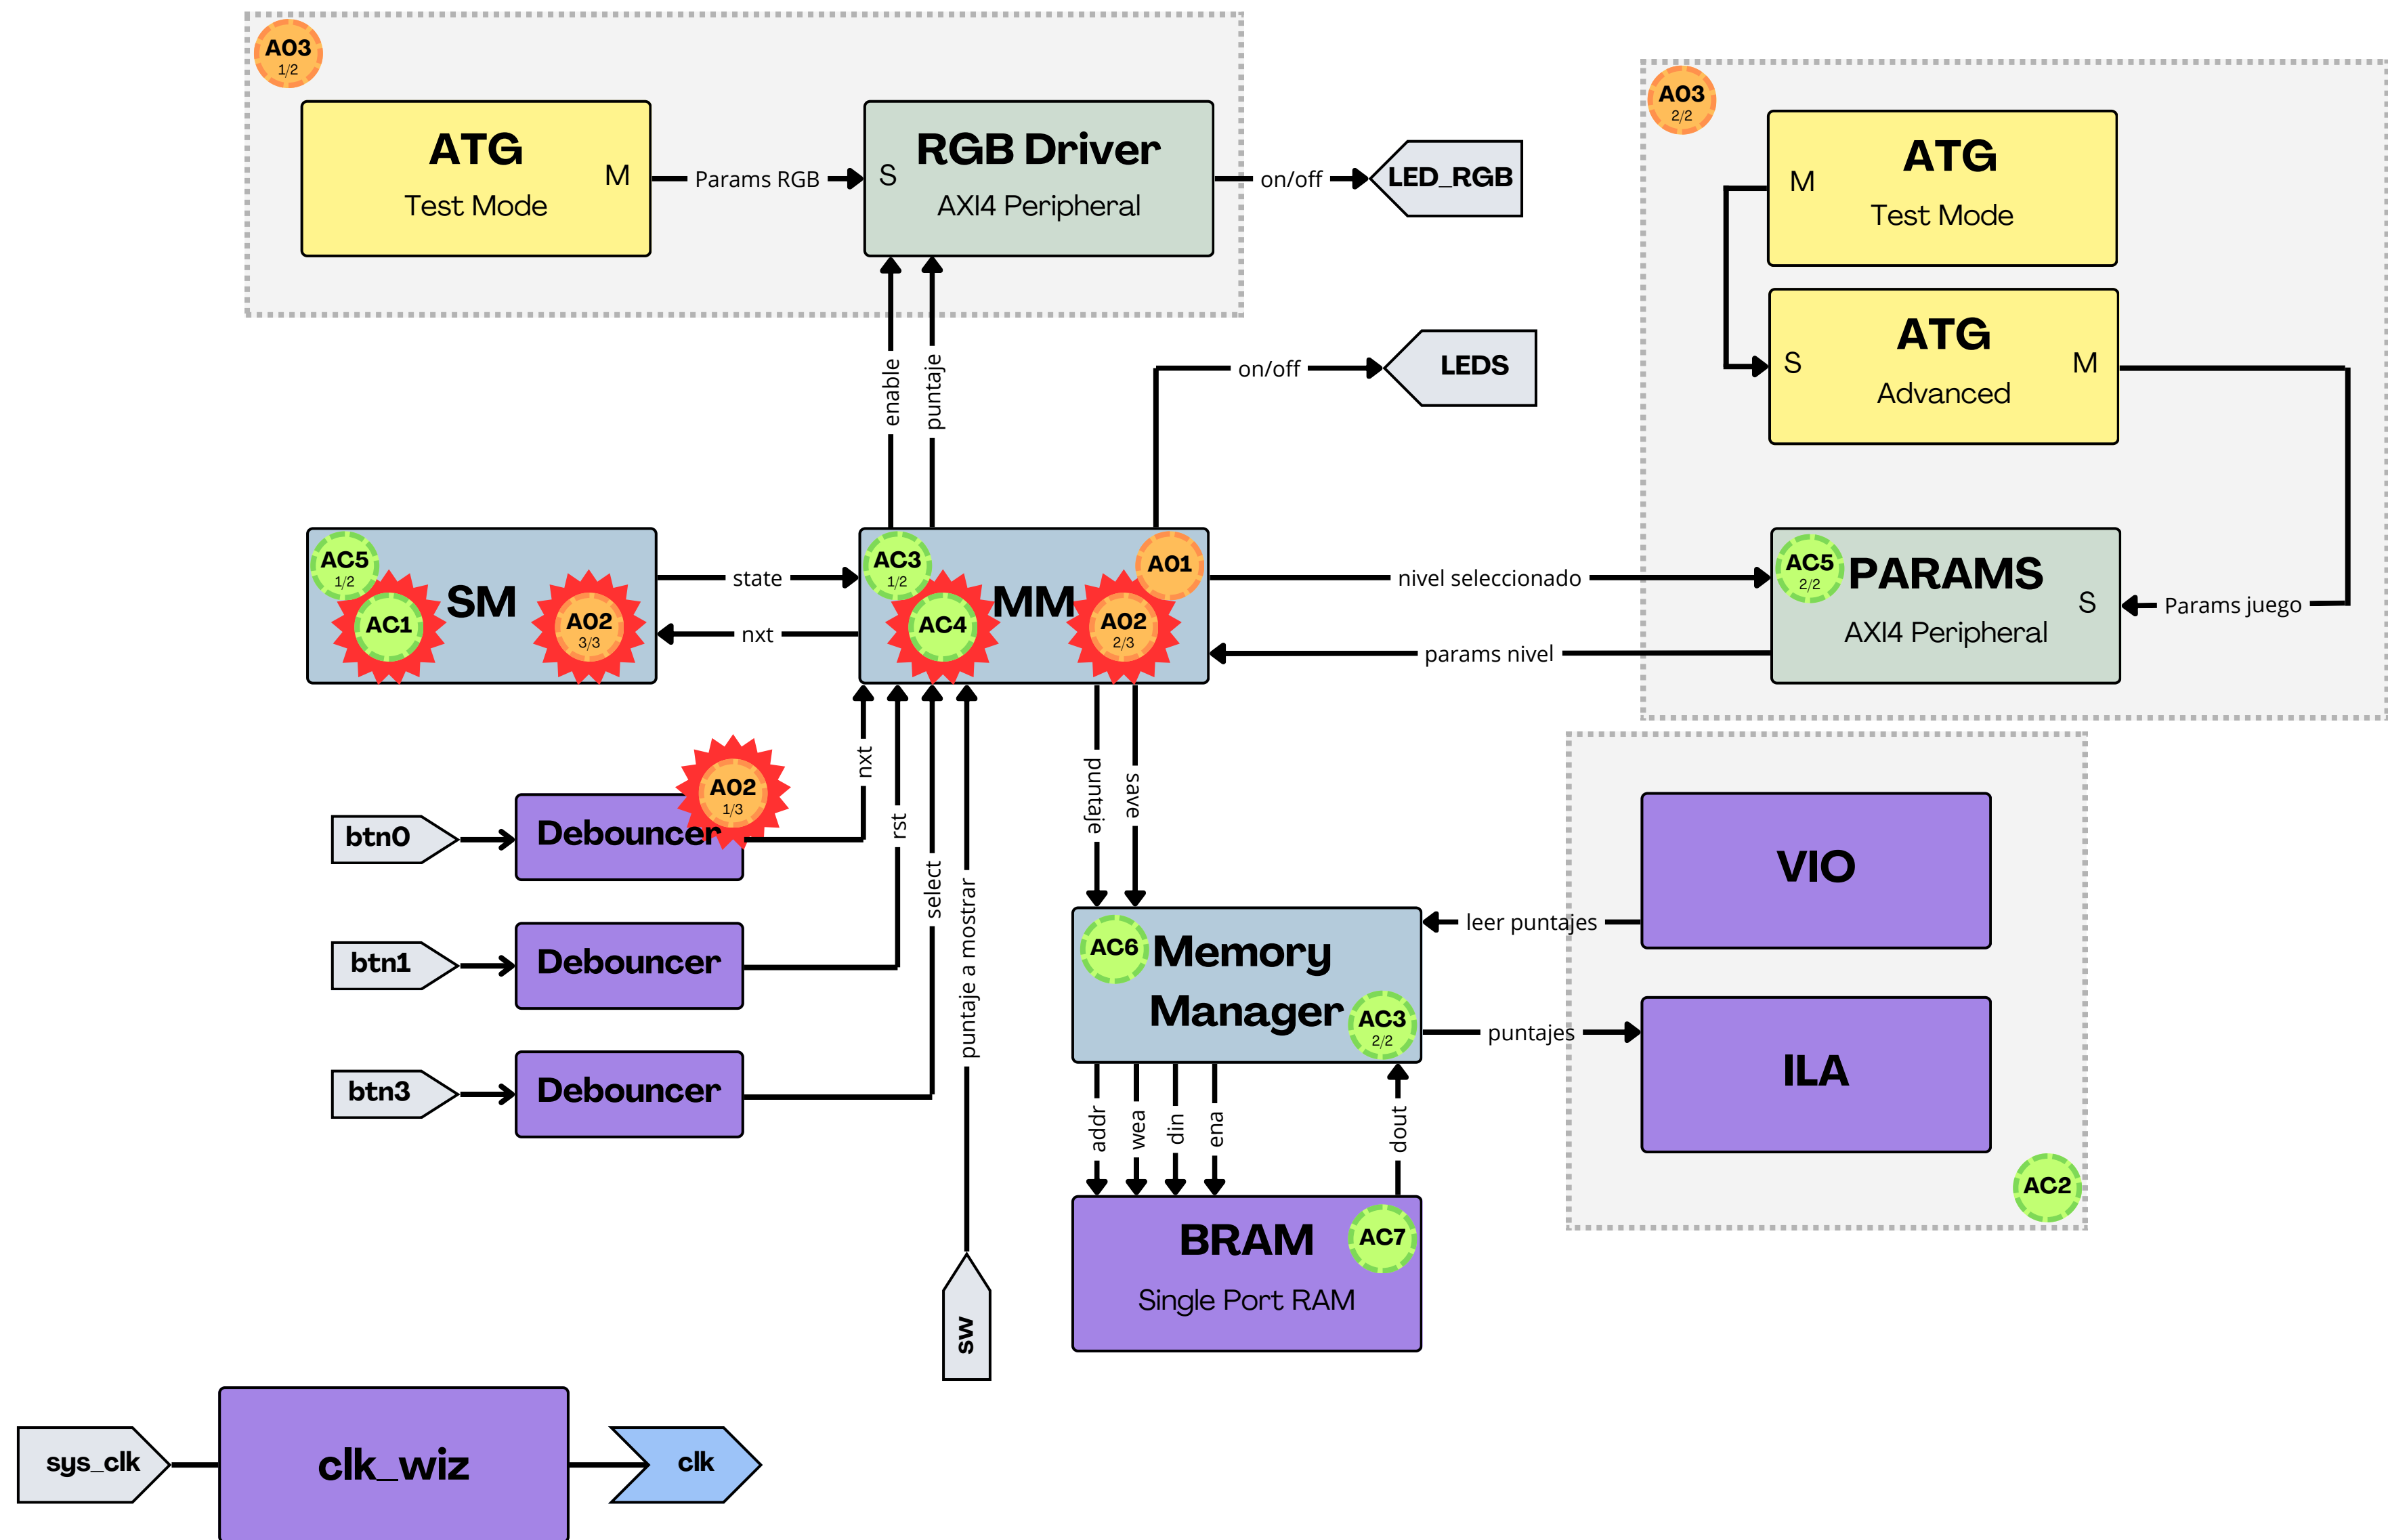 AO3
1/2
ATG
Test Mode
M
Params RGB
S
RGB Driver
AXI4 Peripheral
on/off
LED_RGB
AO3
2/2
M
ATG
Test Mode
S
ATG
Advanced
M
enable
puntaje
on/off
LEDS
AC5
1/2
AC1
SM
AO2
3/3
state
nxt
AC3
1/2
AC4
MM
AO1
AO2
2/3
nivel seleccionado
params nivel
AC5
2/2
PARAMS
AXI4 Peripheral
S
Params juego
AO2
1/3
btn0
Debouncer
nxt
btn1
Debouncer
rst
btn3
Debouncer
select
puntaje a mostrar
sw
puntaje
save
AC6
Memory
Manager
AC3
2/2
leer puntajes
puntajes
VIO
ILA
AC2
addr
wea
din
ena
dout
BRAM
Single Port RAM
AC7
sys_clk
clk_wiz
clk